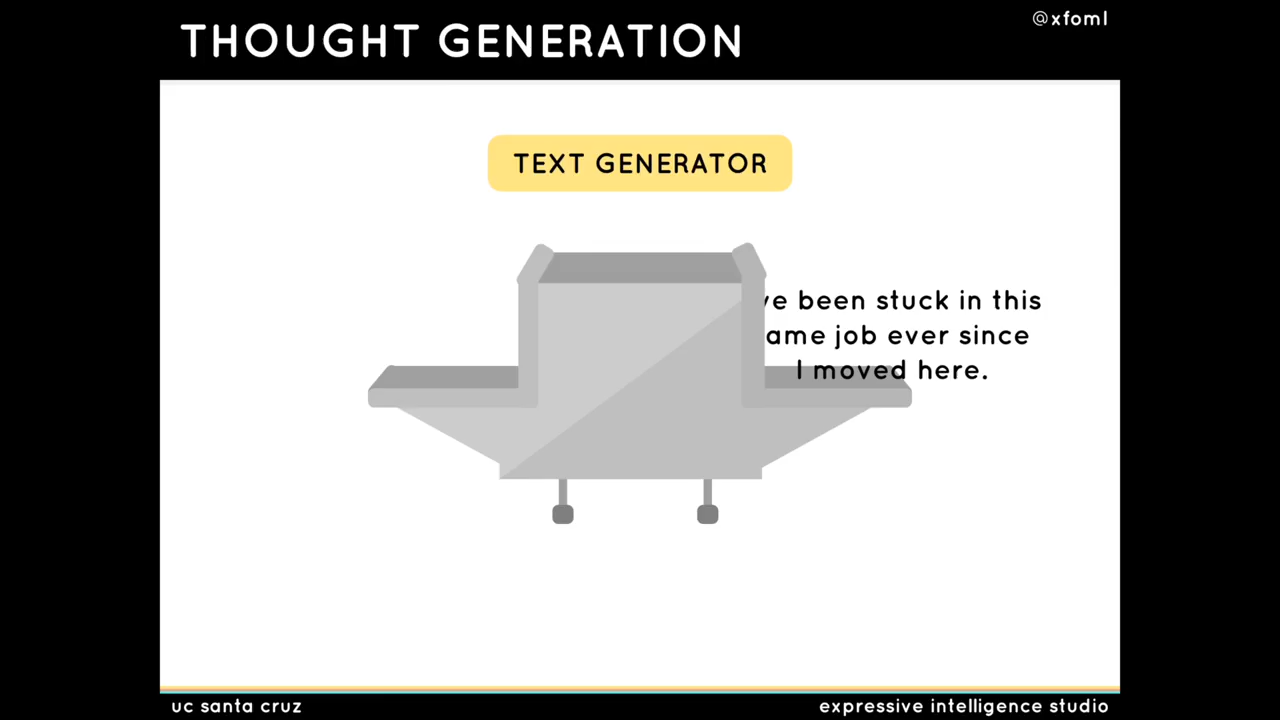 THOUGHT GENERATION
@xfoml
TEXT GENERATOR
've been stuck in this
ame job ever since
I moved here.
uc santa cruz
expressive intelligence studio